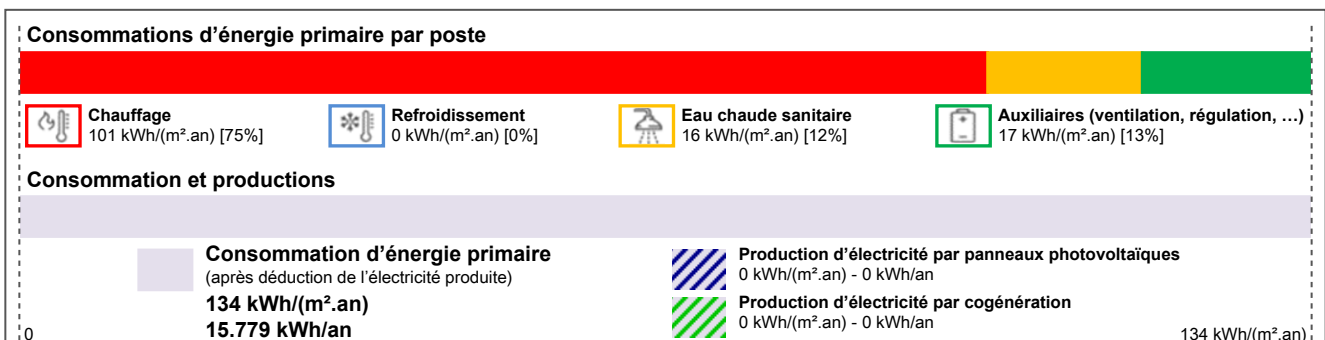 Consommations d’énergie primaire par poste
Chauffage
101 kWh/(m².an) [75%]
Refroidissement
0 kWh/(m².an) [0%]
Eau chaude sanitaire
16 kWh/(m².an) [12%]
Auxiliaires (ventilation, régulation, …)
17 kWh/(m².an) [13%]
Consommation et productions
Consommation d’énergie primaire
(après déduction de l’électricité produite)
134 kWh/(m².an)
15.779 kWh/an
Production d’électricité par panneaux photovoltaïques
0 kWh/(m².an) - 0 kWh/an
Production d’électricité par cogénération
0 kWh/(m².an) - 0 kWh/an
0
134 kWh/(m².an)